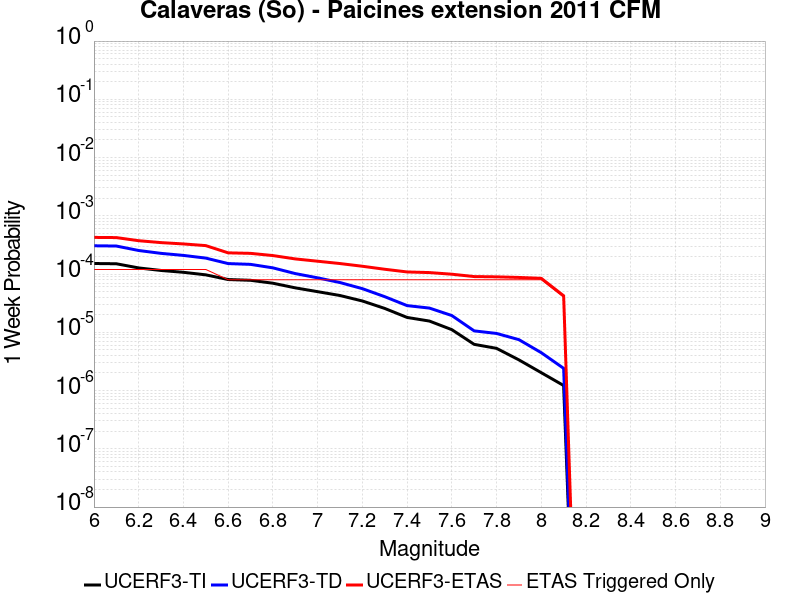 Calaveras (So) - Paicines extension 2011 CFM
10^0
10^-1
10^-2
10^-3
10^-4
10^-5
10^-6
10^-7
10^-8
1 Week Probability
6 6.2 6.4 6.6 6.8 7 7.2 7.4 7.6 7.8 8 8.2 8.4 8.6 8.8 9
Magnitude
UCERF3-TI UCERF3-TD UCERF3-ETAS ETAS Triggered Only